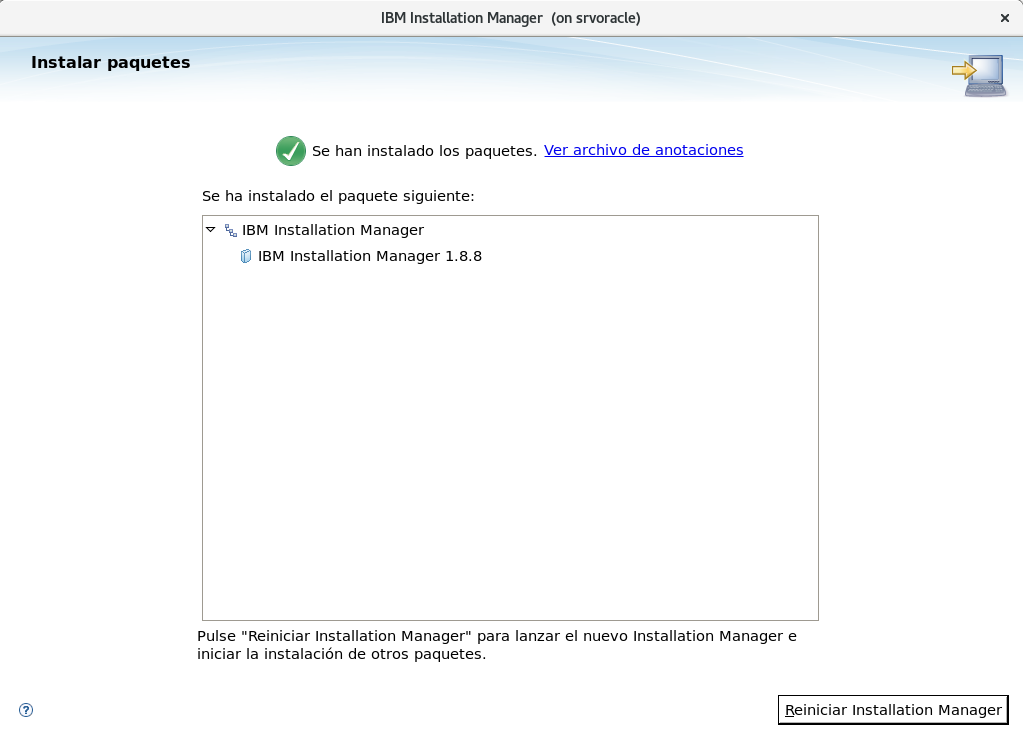 IBM Installation Manager (on srvoracle)
Instalar paquetes
Se han instalado los paquetes. Ver archivo de anotaciones
Se ha instalado el paquete siguiente:
IBM Installation Manager
IBM Installation Manager 1.8.8
Pulse "Reiniciar Installation Manager" para lanzar el nuevo Installation Manager e
iniciar la instalación de otros paquetes.
Reiniciar Installation Manager